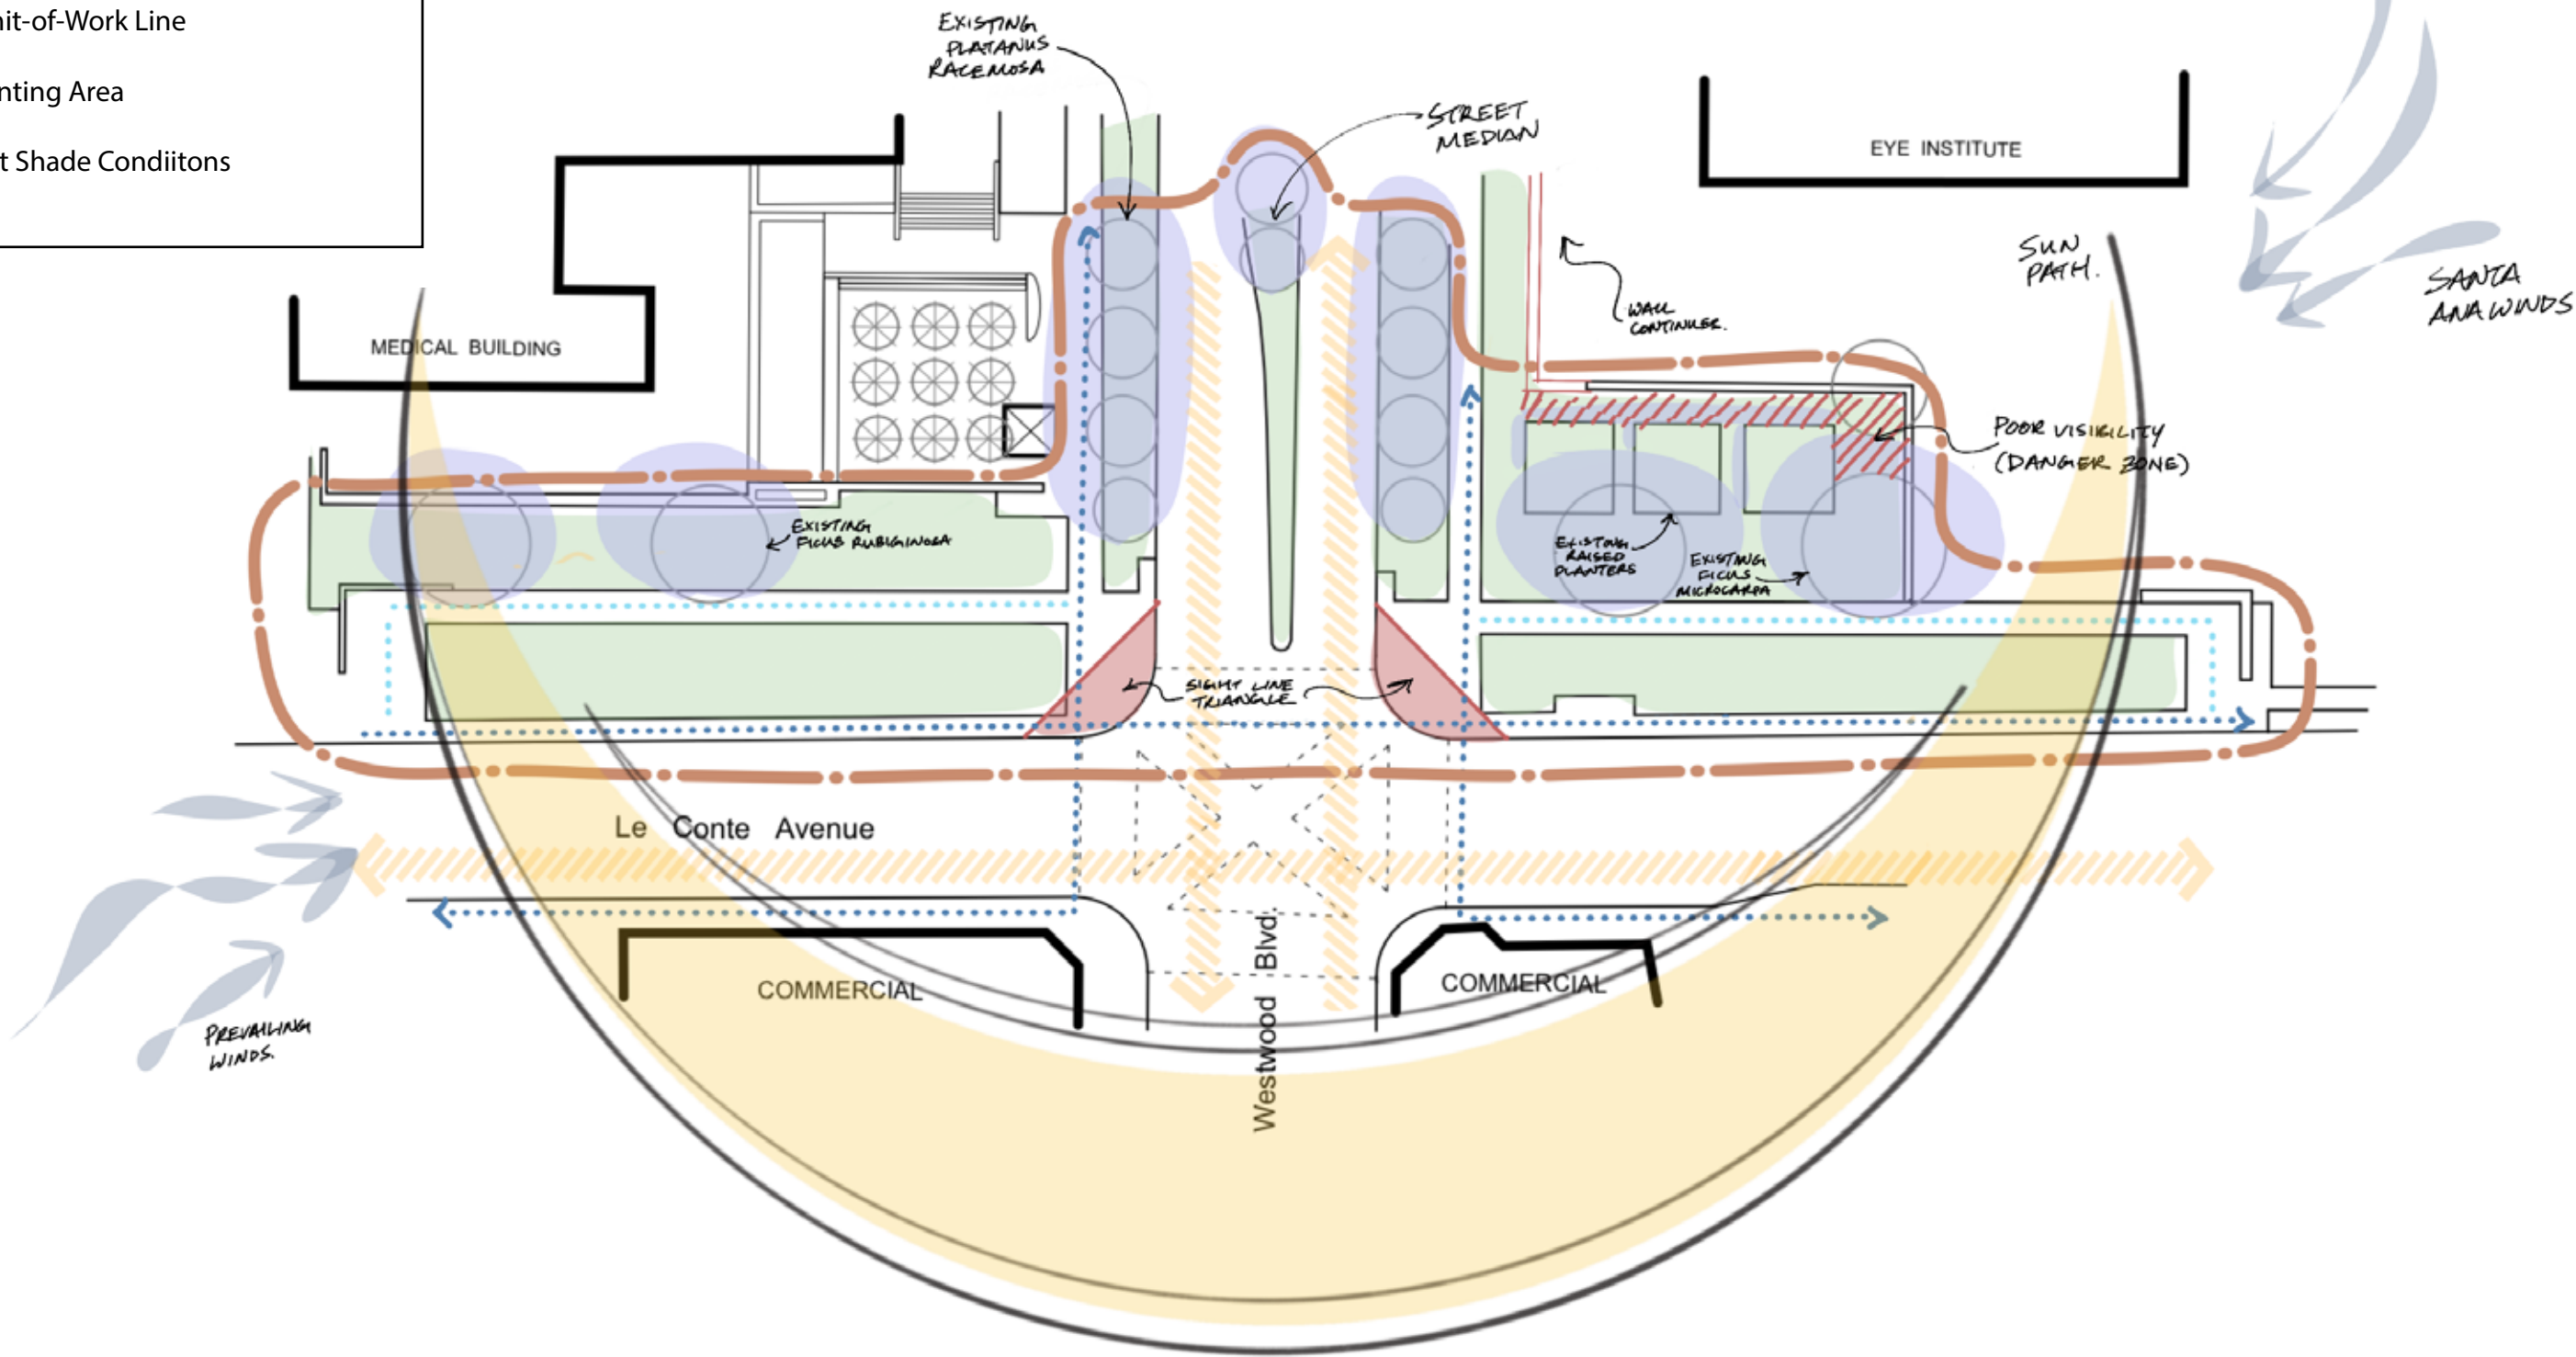 nit-of-Work Line
nting Area
t Shade Condiitons
EXISTING
PLATANUS
RACEMOSA
STREET
MEDIAN
EYE INSTITUTE
SUN
PATH.
SANTA
ANA WINDS
WALL
CONTINUES.
MEDICAL BUILDING
POOR VISIBILITY
(DANGER ZONE)
EXISTING
FICUS RUBIGINOSA
EXISTING
RAISED
PLANTERS
EXISTING
FICUS
MICROCARPA
SIGHT LINE
TRIANGLE
Le Conte Avenue
COMMERCIAL
Westwood Blvd.
COMMERCIAL
PREVAILING
WINDS.